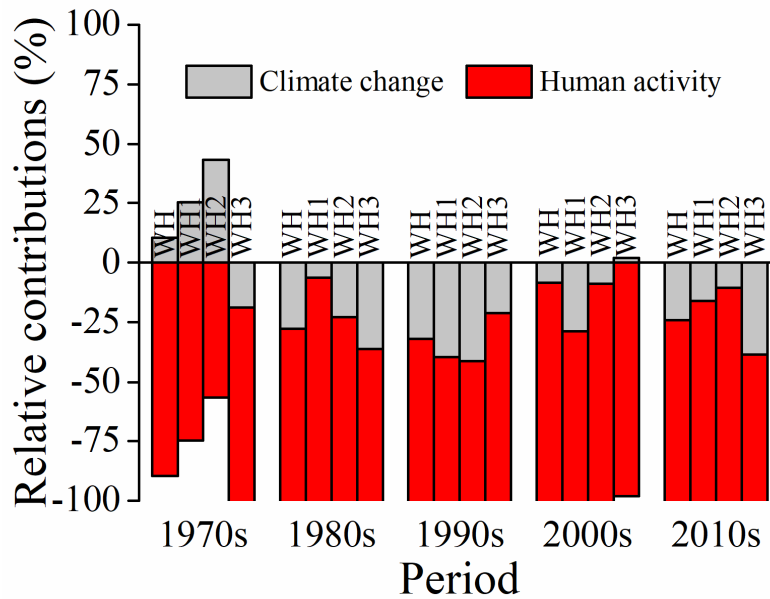 Relative contributions (%)
100
75
50
25
0
-25
-50
-75
-100
Climate change
Human activity
WH
WH1
WH2
WH3
WH
WH1
WH2
WH3
WH
WH1
WH2
WH3
WH
WH1
WH2
WH3
WH
WH1
WH2
WH3
1970s
1980s
1990s
2000s
2010s
Period